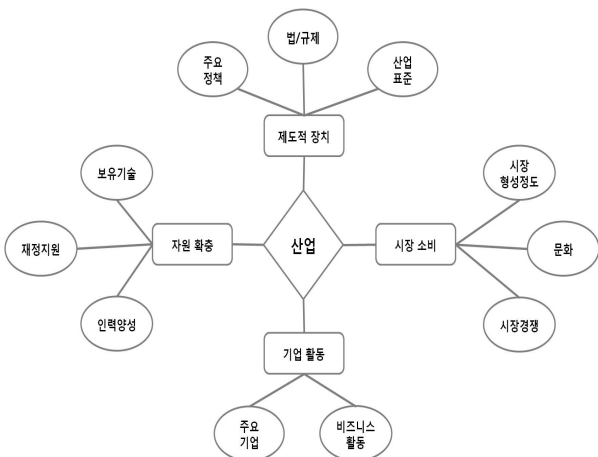 법/규제
주요
정책
산업
표준
제도적 장치
보유기술
시장
형성정도
재정지원
자원 확충
산업
시장 소비
문화
인력양성
시장경쟁
기업 활동
주요
기업
비즈니스
활동